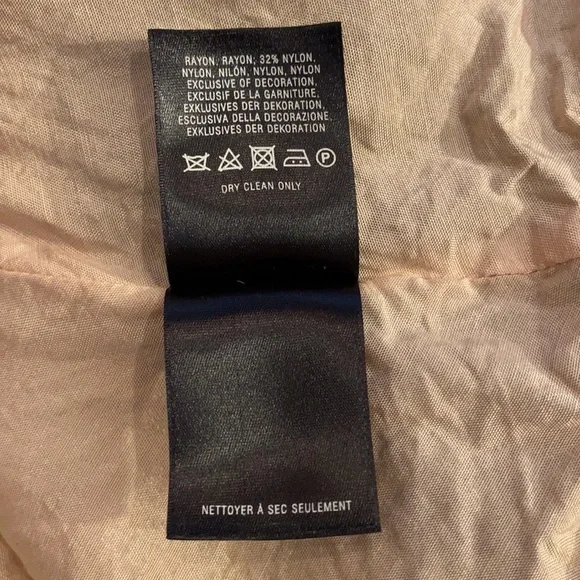 RAYON, RAYON; 32% NYLON,
NYLON, NILÓN, NYLON, NYLON
EXCLUSIVE OF DECORATION,
EXCLUSIF DE LA GARNITURE,
EXKLUSIVES DER DEKORATION,
ESCLUSIVA DELLA DECORAZIONE,
EXKLUSIVES DER DEKORATION
P
DRY CLEAN ONLY
NETTOYER À SEC SEULEMENT